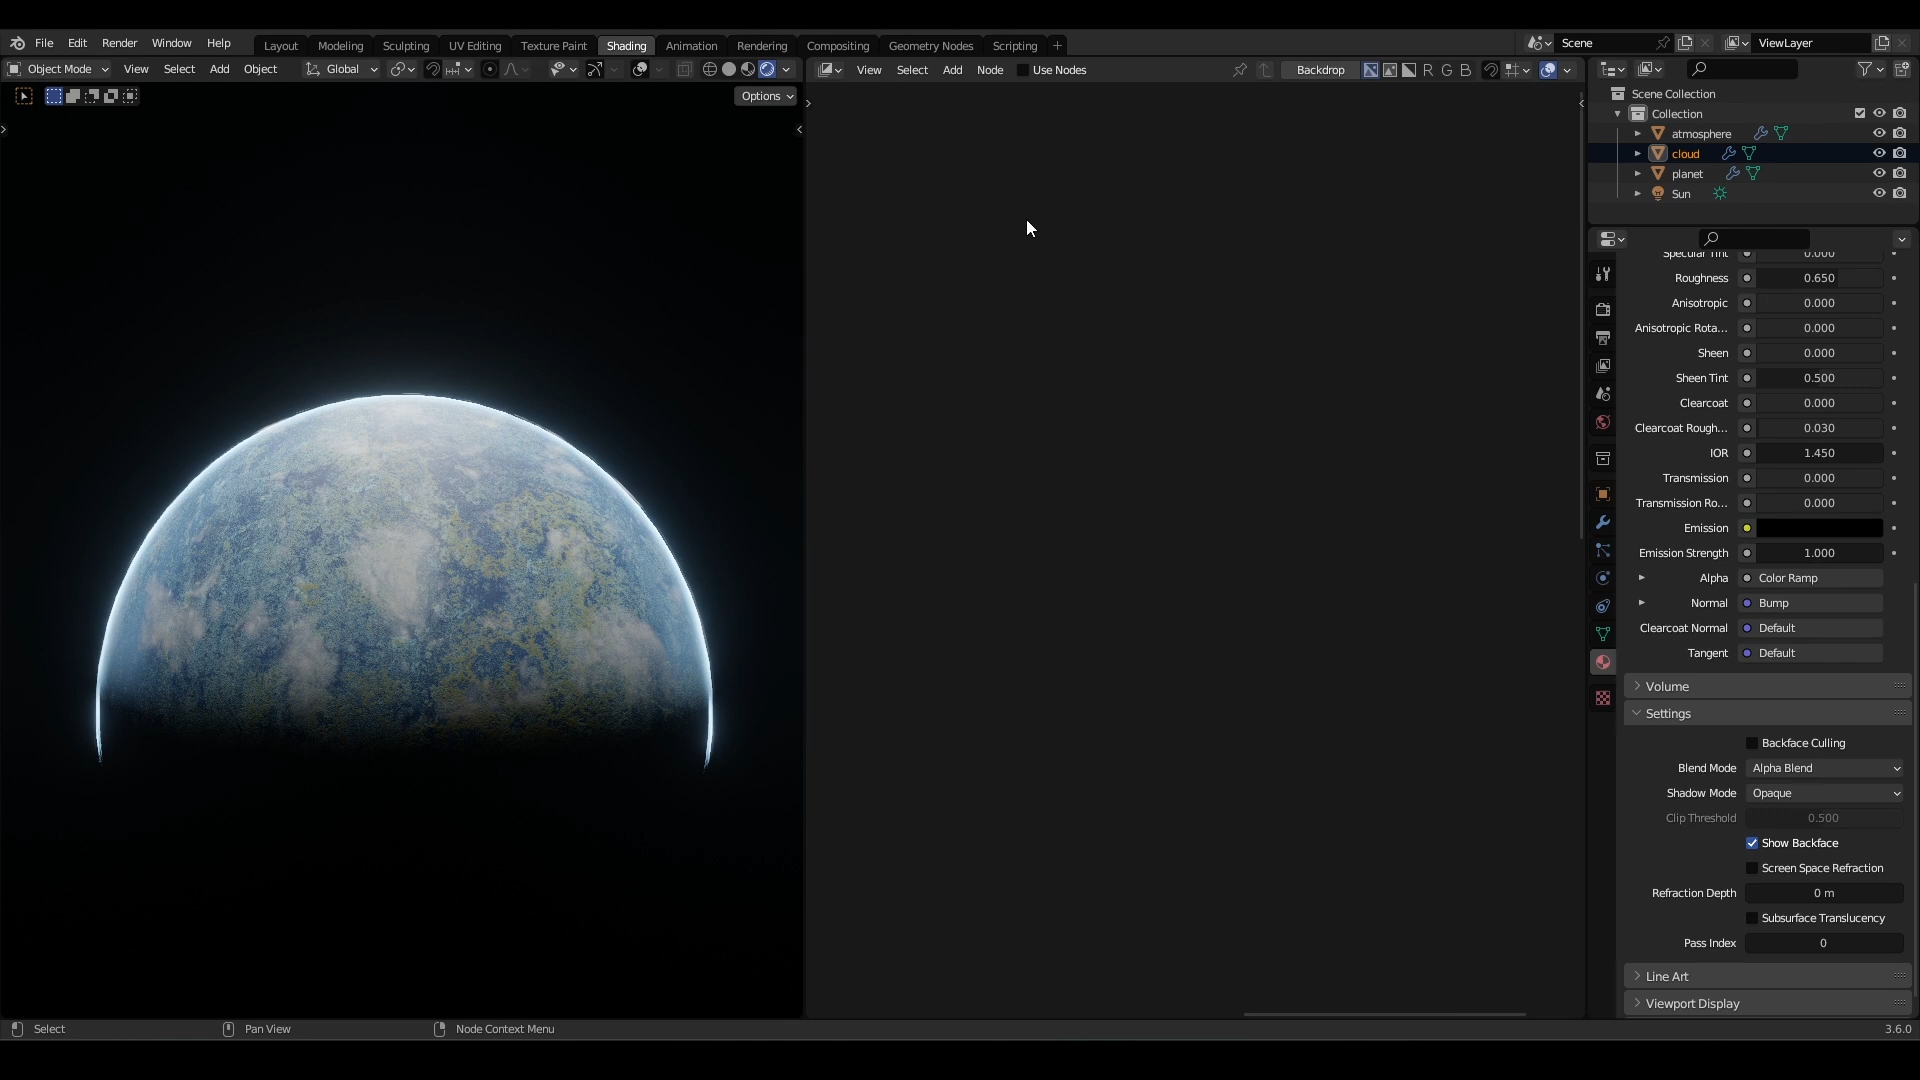 File Edit Render Window Help Layout Modeling Sculpting UV Editing Texture Paint Shading Animation Rendering Compositing Geometry Nodes Scripting + Scene ViewLayer
Object Mode View Select Add Object Global View Select Add Node Use Nodes Backdrop R G B
Options
Scene Collection
Collection
atmosphere
cloud
planet
Sun
Specular Tint 0.000
Roughness 0.650
Anisotropic 0.000
Anisotropic Rota... 0.000
Sheen 0.000
Sheen Tint 0.500
Clearcoat 0.000
Clearcoat Rough... 0.030
IOR 1.450
Transmission 0.000
Transmission Ro... 0.000
Emission
Emission Strength 1.000
Alpha Color Ramp
Normal Bump
Clearcoat Normal Default
Tangent Default
Volume
Settings
Backface Culling
Blend Mode Alpha Blend
Shadow Mode Opaque
Clip Threshold 0.500
Show Backface
Screen Space Refraction
Refraction Depth 0 m
Subsurface Translucency
Pass Index 0
Line Art
Viewport Display
Select Pan View Node Context Menu 3.6.0